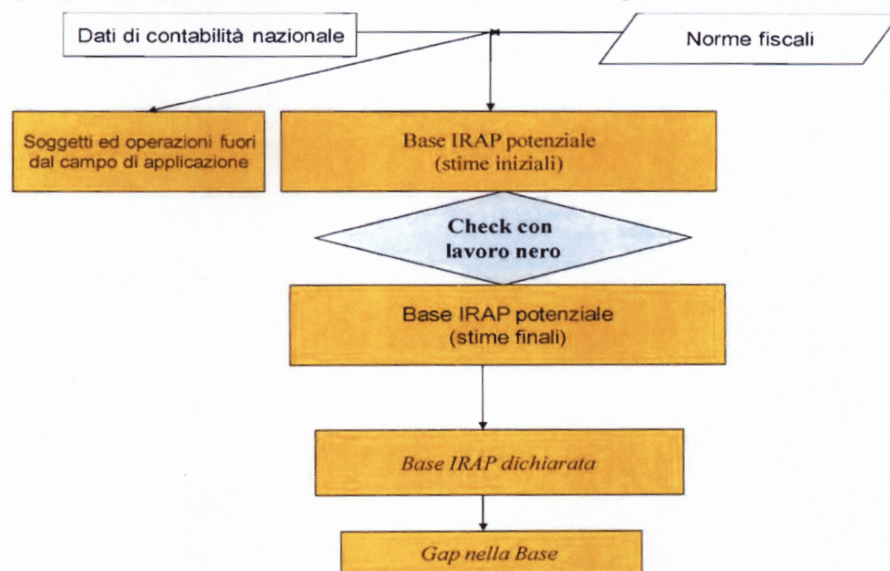 Dati di contabilità nazionale
Norme fiscali
Soggetti ed operazioni fuori
dal campo di applicazione
Base IRAP potenziale
(stime iniziali)
Check con
lavoro nero
Base IRAP potenziale
(stime finali)
Base IRAP dichiarata
Gap nella Base